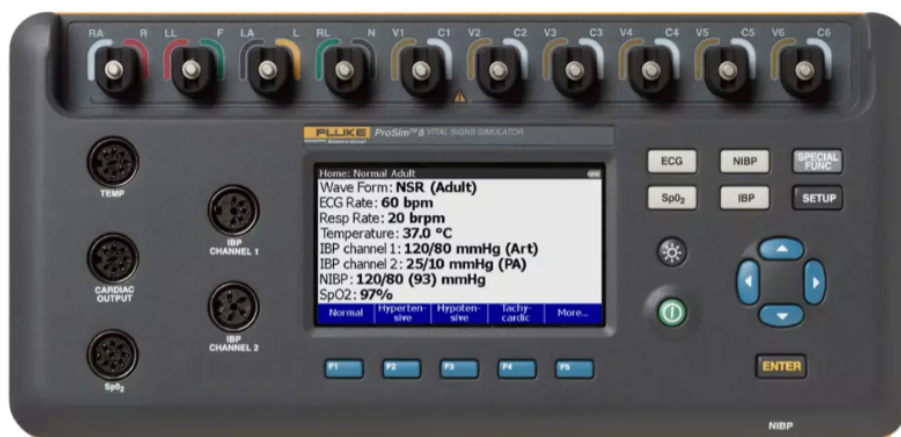 RA R LL F LA L RL N V1 C1 V2 C2 V3 C3 V4 C4 V5 C5 V6 C6
FLUKE ProSim™ 8 VITAL SIGNS SIMULATOR
Biomedical
TEMP
CARDIAC
OUTPUT
SpO₂
IBP
CHANNEL 1
IBP
CHANNEL 2
Home: Normal Adult
Wave Form: NSR (Adult)
ECG Rate: 60 bpm
Resp Rate: 20 brpm
Temperature: 37.0 °C
IBP channel 1: 120/80 mmHg (Art)
IBP channel 2: 25/10 mmHg (PA)
NIBP: 120/80 (93) mmHg
SpO2: 97%
Normal Hyperten- Hypoten- Tachy- More...
sive sive cardic
F1 F2 F3 F4 F5
ECG NIBP SPECIAL
FUNC
SpO₂ IBP SETUP
ENTER
NIBP